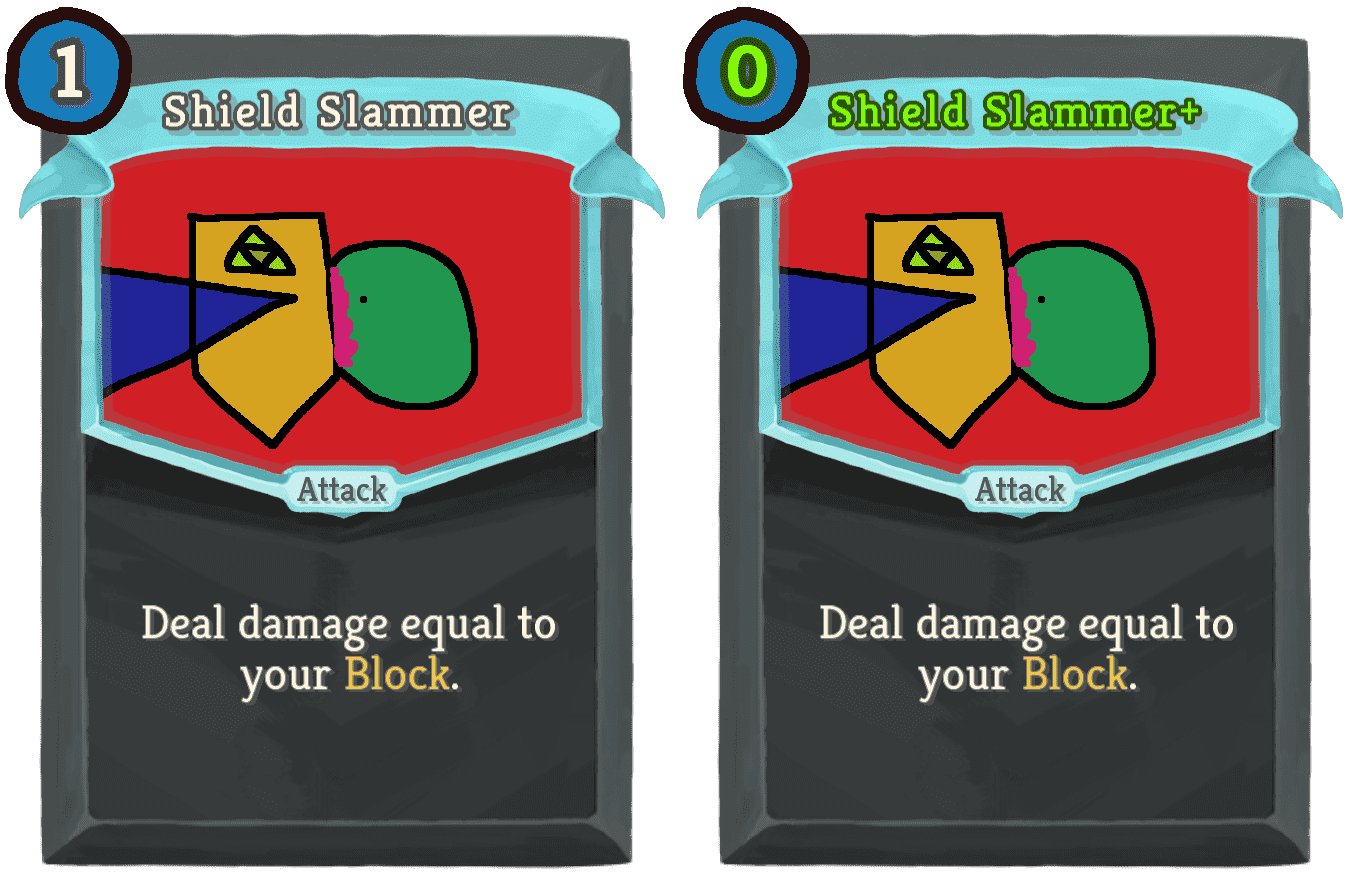 1
Shield Slammer
Attack
Deal damage equal to
your Block.
0
Shield Slammer+
Attack
Deal damage equal to
your Block.